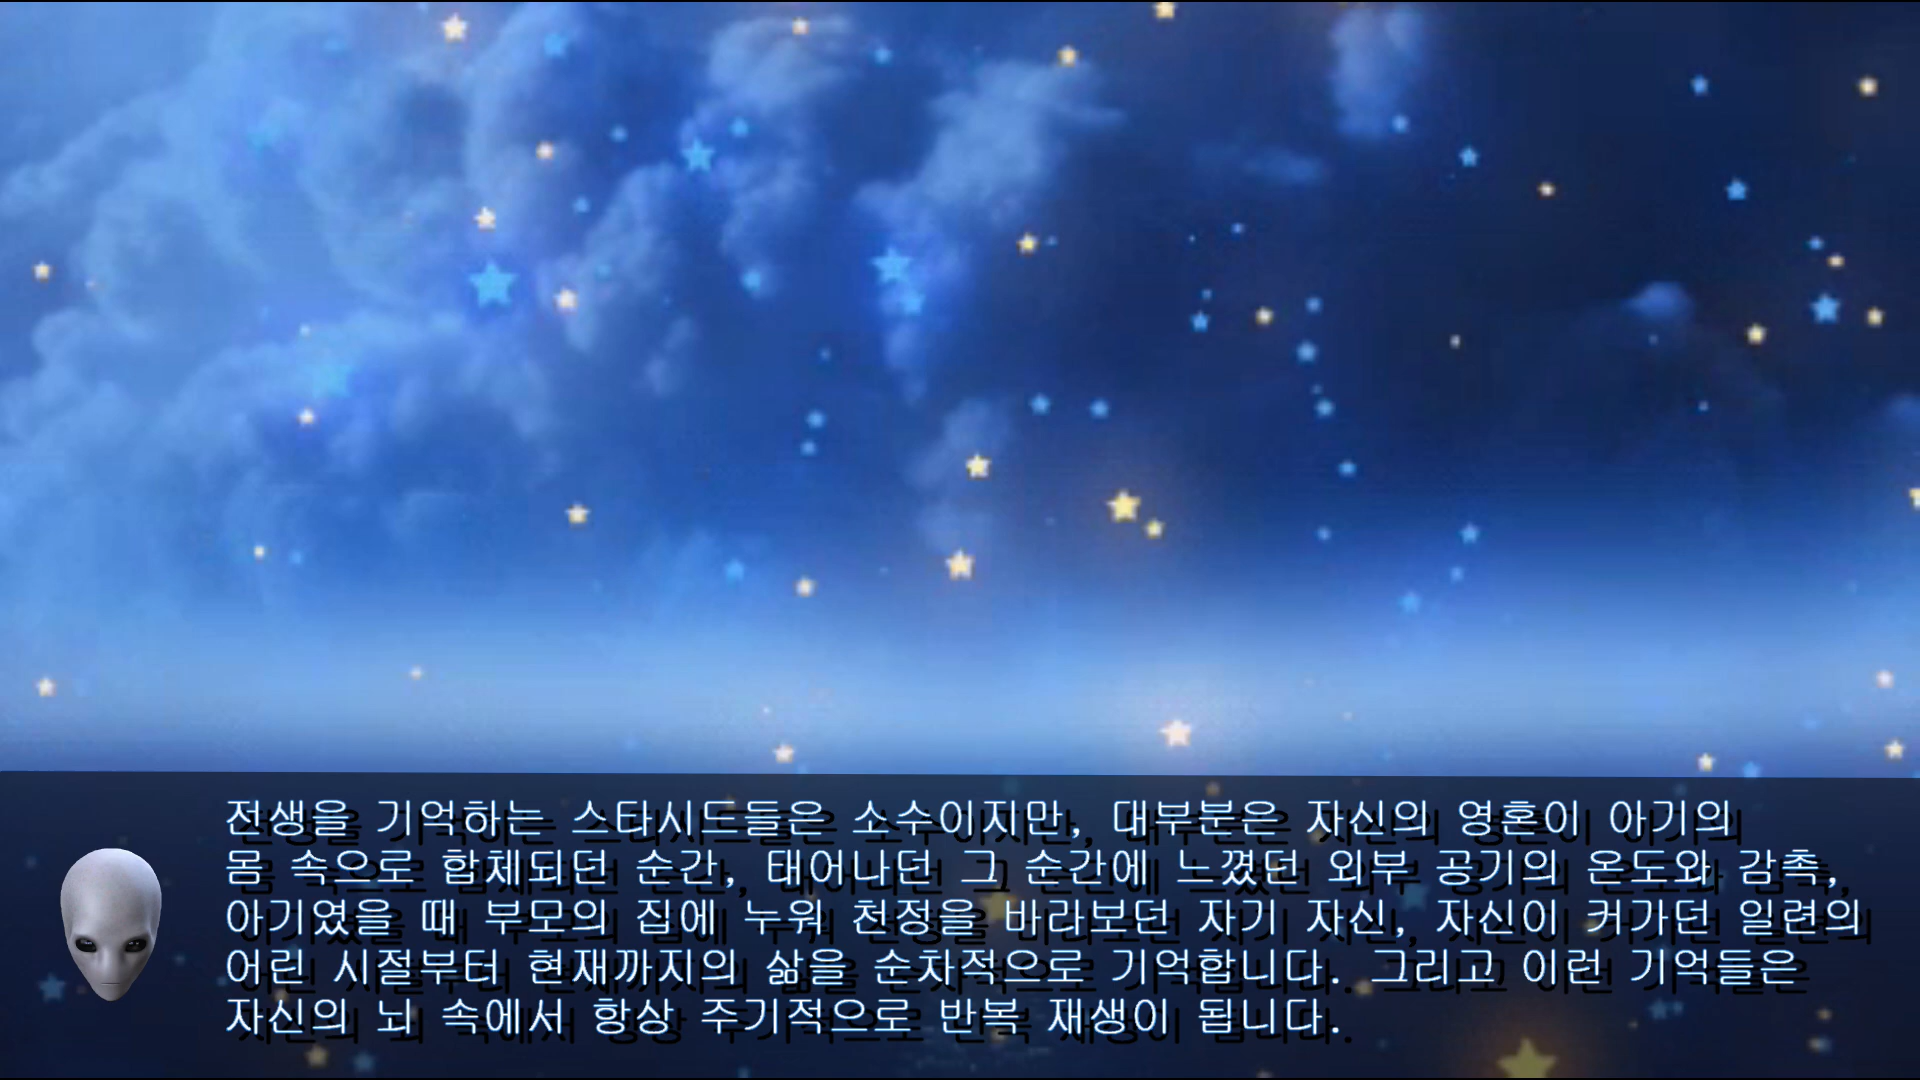 전생을 기억하는 스타시드들은 소수이지만, 대부분은 자신의 영혼이 아기의
몸 속으로 합체되던 순간, 태어나던 그 순간에 느꼈던 외부 공기의 온도와 감촉,
아기였을 때 부모의 집에 누워 천정을 바라보던 자기 자신, 자신이 커가던 일련의
어린 시절부터 현재까지의 삶을 순차적으로 기억합니다. 그리고 이런 기억들은
자신의 뇌 속에서 항상 주기적으로 반복 재생이 됩니다.